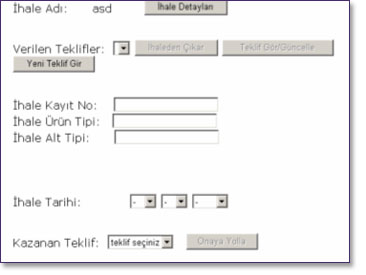 İhale Adı: asd İhale Detayları
Verilen Teklifler: İhaleden Çıkar Teklif Gör/Güncelle
Yeni Teklif Gir
İhale Kayıt No:
İhale Ürün Tipi:
İhale Alt Tipi:
İhale Tarihi: - - -
Kazanan Teklif: teklif seçiniz Onaya Yolla